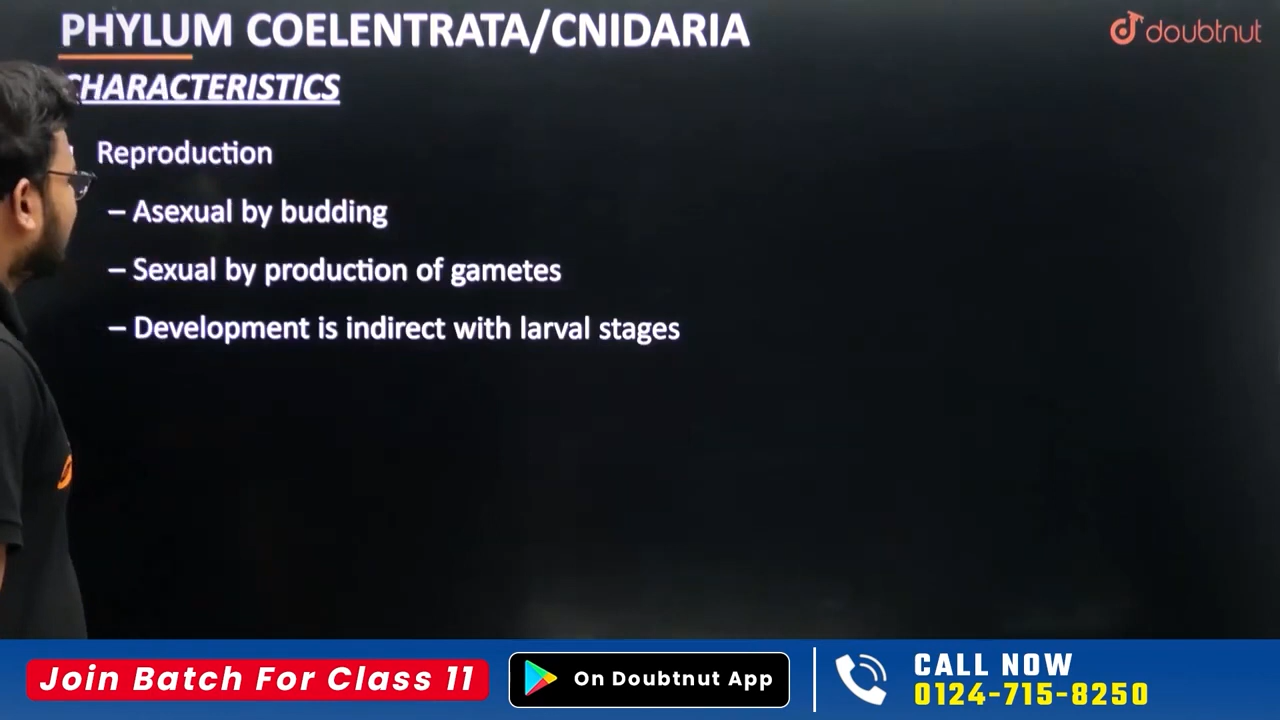 PHYLUM COELENTRATA/CNIDARIA
doubtnut
CHARACTERISTICS
Reproduction
– Asexual by budding
– Sexual by production of gametes
– Development is indirect with larval stages
Join Batch For Class 11
On Doubtnut App
CALL NOW
0124-715-8250